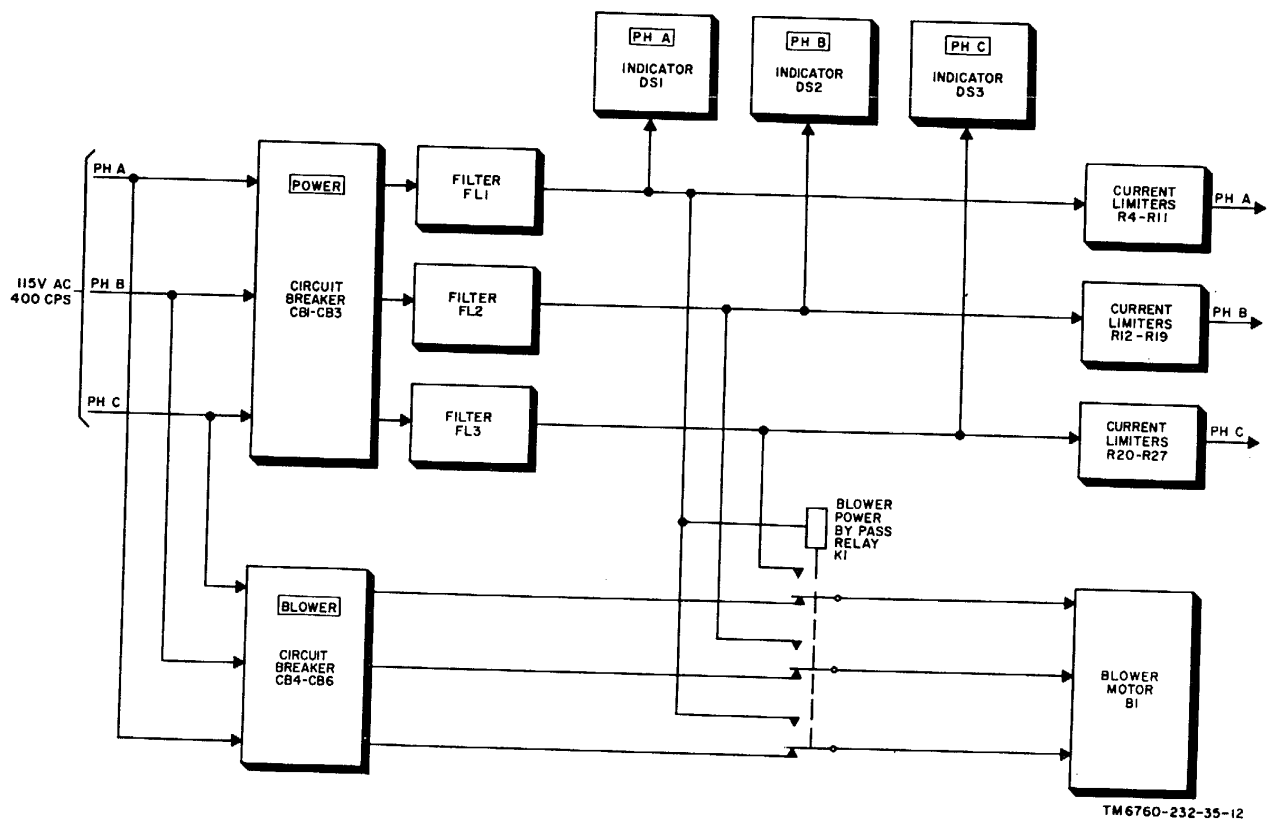 PH A
INDICATOR
DS1
PH B
INDICATOR
DS2
PH C
INDICATOR
DS3
115V AC
400 CPS
PH A
PH B
PH C
POWER
CIRCUIT
BREAKER
CB1-CB3
FILTER
FL1
FILTER
FL2
FILTER
FL3
CURRENT
LIMITERS
R4-R11
PH A
CURRENT
LIMITERS
R12-R19
PH B
CURRENT
LIMITERS
R20-R27
PH C
BLOWER
POWER
BY PASS
RELAY
K1
BLOWER
CIRCUIT
BREAKER
CB4-CB6
BLOWER
MOTOR
B1
TM6760-232-35-12